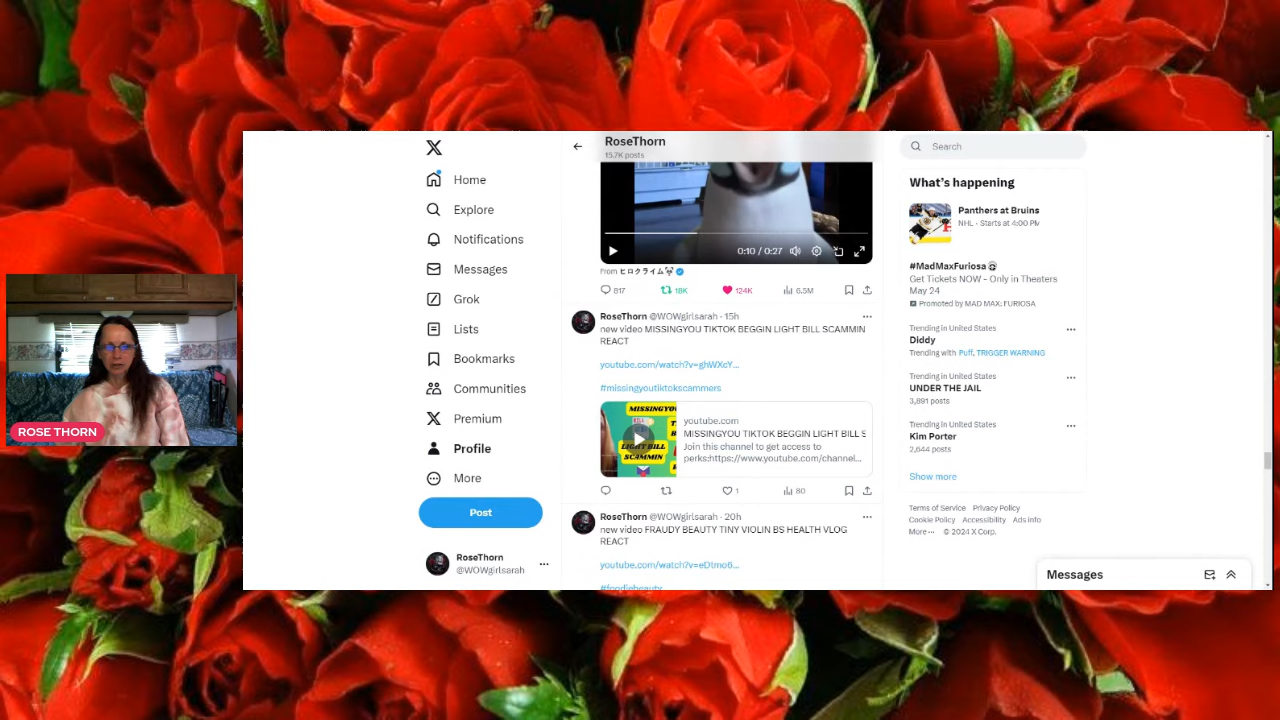 ROSE THORN
Home
Explore
Notifications
Messages
Grok
Lists
Bookmarks
Communities
Premium
Profile
More
Post
RoseThorn
@WOWgirlsarah
RoseThorn
15.7K posts
0:10 / 0:27
From ヒロクライム
817
18K
124K
6.5M
RoseThorn @WOWgirlsarah · 15h
new video MISSINGYOU TIKTOK BEGGIN LIGHT BILL SCAMMIN
REACT
youtube.com/watch?v=ghWXcY...
#missingyoutiktokscammers
MISSINGYOU
LIGHT BILL
SCAMMIN
youtube.com
MISSINGYOU TIKTOK BEGGIN LIGHT BILL S
Join this channel to get access to
perks:https://www.youtube.com/channel...
1
80
RoseThorn @WOWgirlsarah · 20h
new video FRAUDY BEAUTY TINY VIOLIN BS HEALTH VLOG
REACT
youtube.com/watch?v=eDtmo6...
#foodiebeauty
Search
What's happening
Panthers at Bruins
NHL · Starts at 4:00 PM
#MadMaxFuriosa
Get Tickets NOW - Only in Theaters
May 24
Promoted by MAD MAX: FURIOSA
Trending in United States
Diddy
Trending with Puff, TRIGGER WARNING
Trending in United States
UNDER THE JAIL
3,891 posts
Trending in United States
Kim Porter
2,644 posts
Show more
Terms of Service Privacy Policy
Cookie Policy Accessibility Ads info
More ··· © 2024 X Corp.
Messages